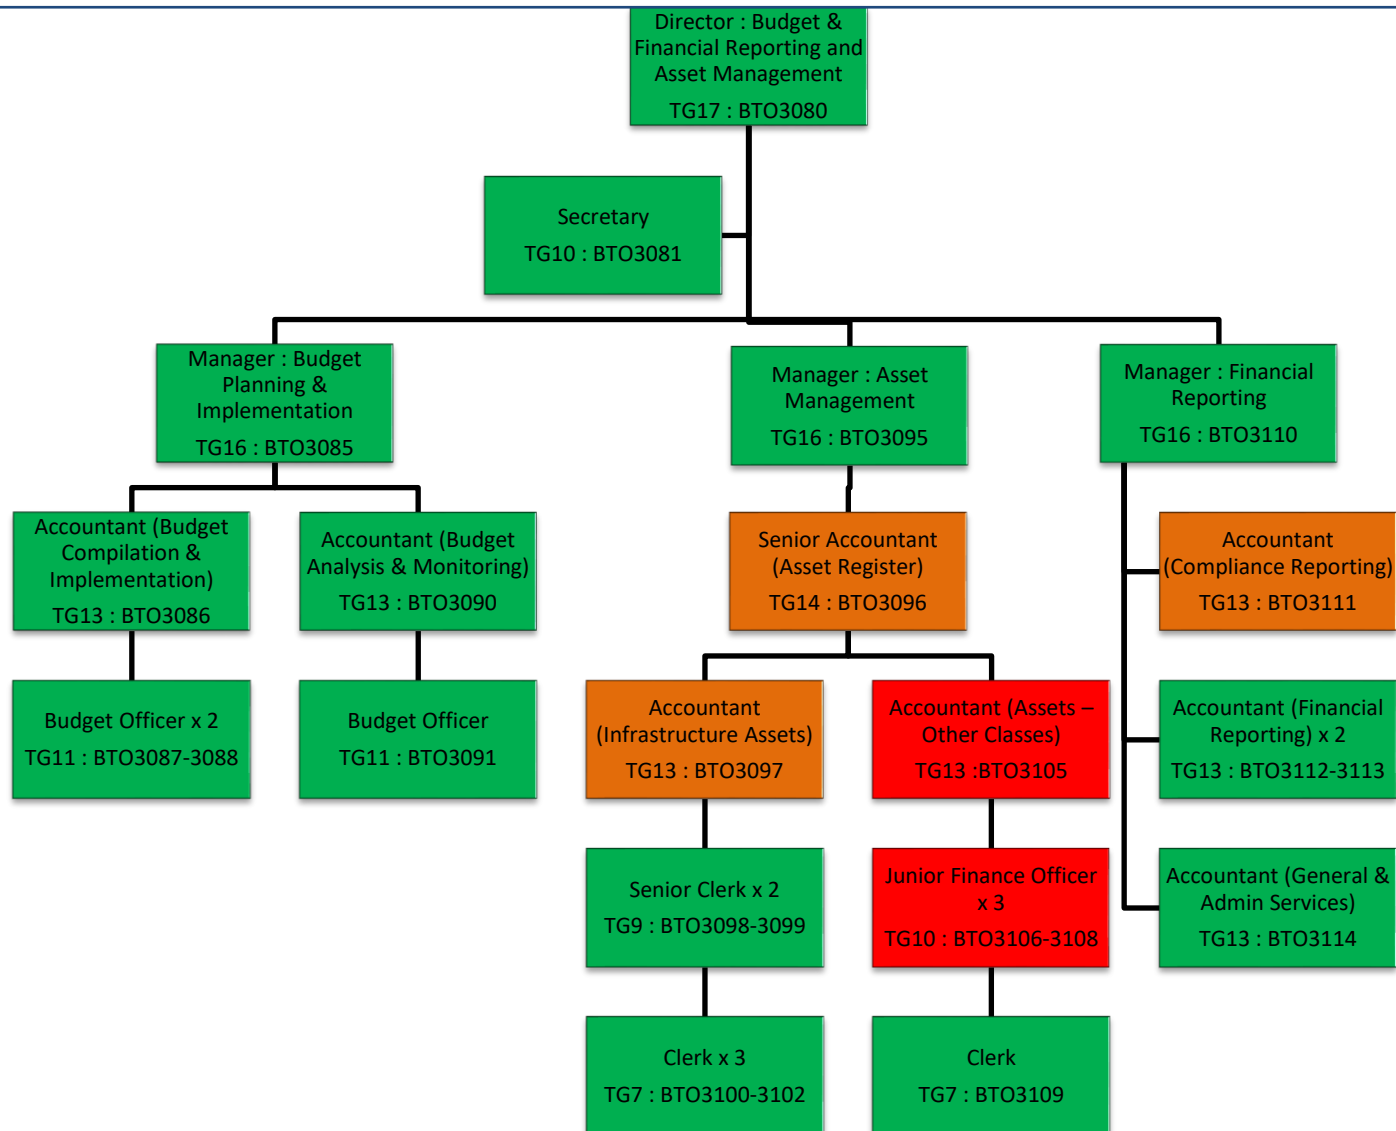 Director : Budget &
Financial Reporting and
Asset Management
TG17 : BTO3080
Secretary
TG10 : BTO3081
Manager : Budget
Planning &
Implementation
TG16 : BTO3085
Manager : Asset
Management
TG16 : BTO3095
Manager : Financial
Reporting
TG16 : BTO3110
Accountant (Budget
Compilation &
Implementation)
TG13 : BTO3086
Accountant (Budget
Analysis & Monitoring)
TG13 : BTO3090
Senior Accountant
(Asset Register)
TG14 : BTO3096
Accountant
(Compliance Reporting)
TG13 : BTO3111
Budget Officer x 2
TG11 : BTO3087-3088
Budget Officer
TG11 : BTO3091
Accountant
(Infrastructure Assets)
TG13 : BTO3097
Accountant (Assets –
Other Classes)
TG13 :BTO3105
Accountant (Financial
Reporting) x 2
TG13 : BTO3112-3113
Senior Clerk x 2
TG9 : BTO3098-3099
Junior Finance Officer
x 3
TG10 : BTO3106-3108
Accountant (General &
Admin Services)
TG13 : BTO3114
Clerk x 3
TG7 : BTO3100-3102
Clerk
TG7 : BTO3109